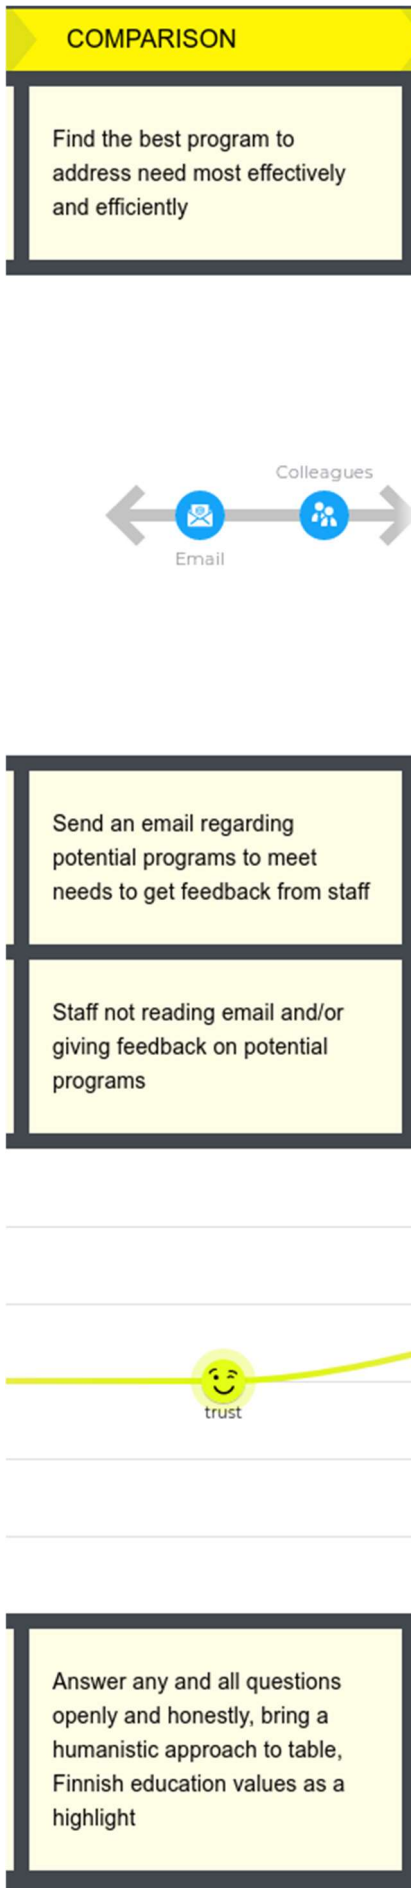 COMPARISON
Find the best program to
address need most effectively
and efficiently
Colleagues
Email
Send an email regarding
potential programs to meet
needs to get feedback from staff
Staff not reading email and/or
giving feedback on potential
programs
trust
Answer any and all questions
openly and honestly, bring a
humanistic approach to table,
Finnish education values as a
highlight